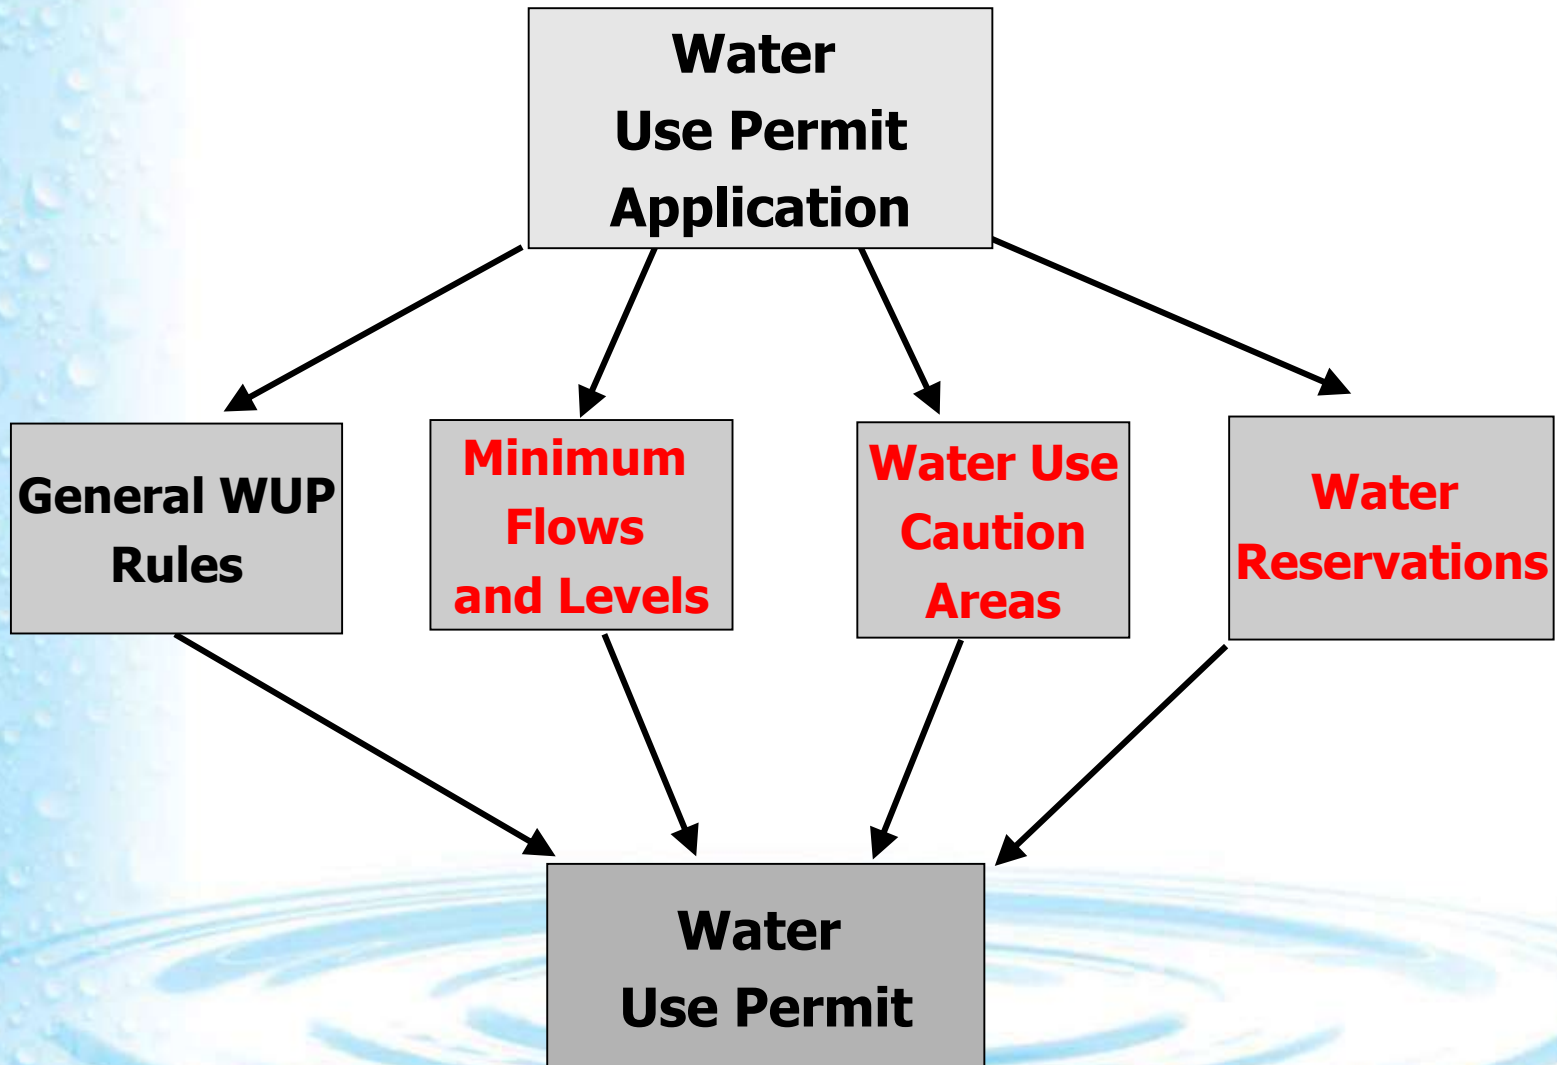 Water
Use Permit
Application
General WUP
Rules
Minimum
Flows
and Levels
Water Use
Caution
Areas
Water
Reservations
Water
Use Permit